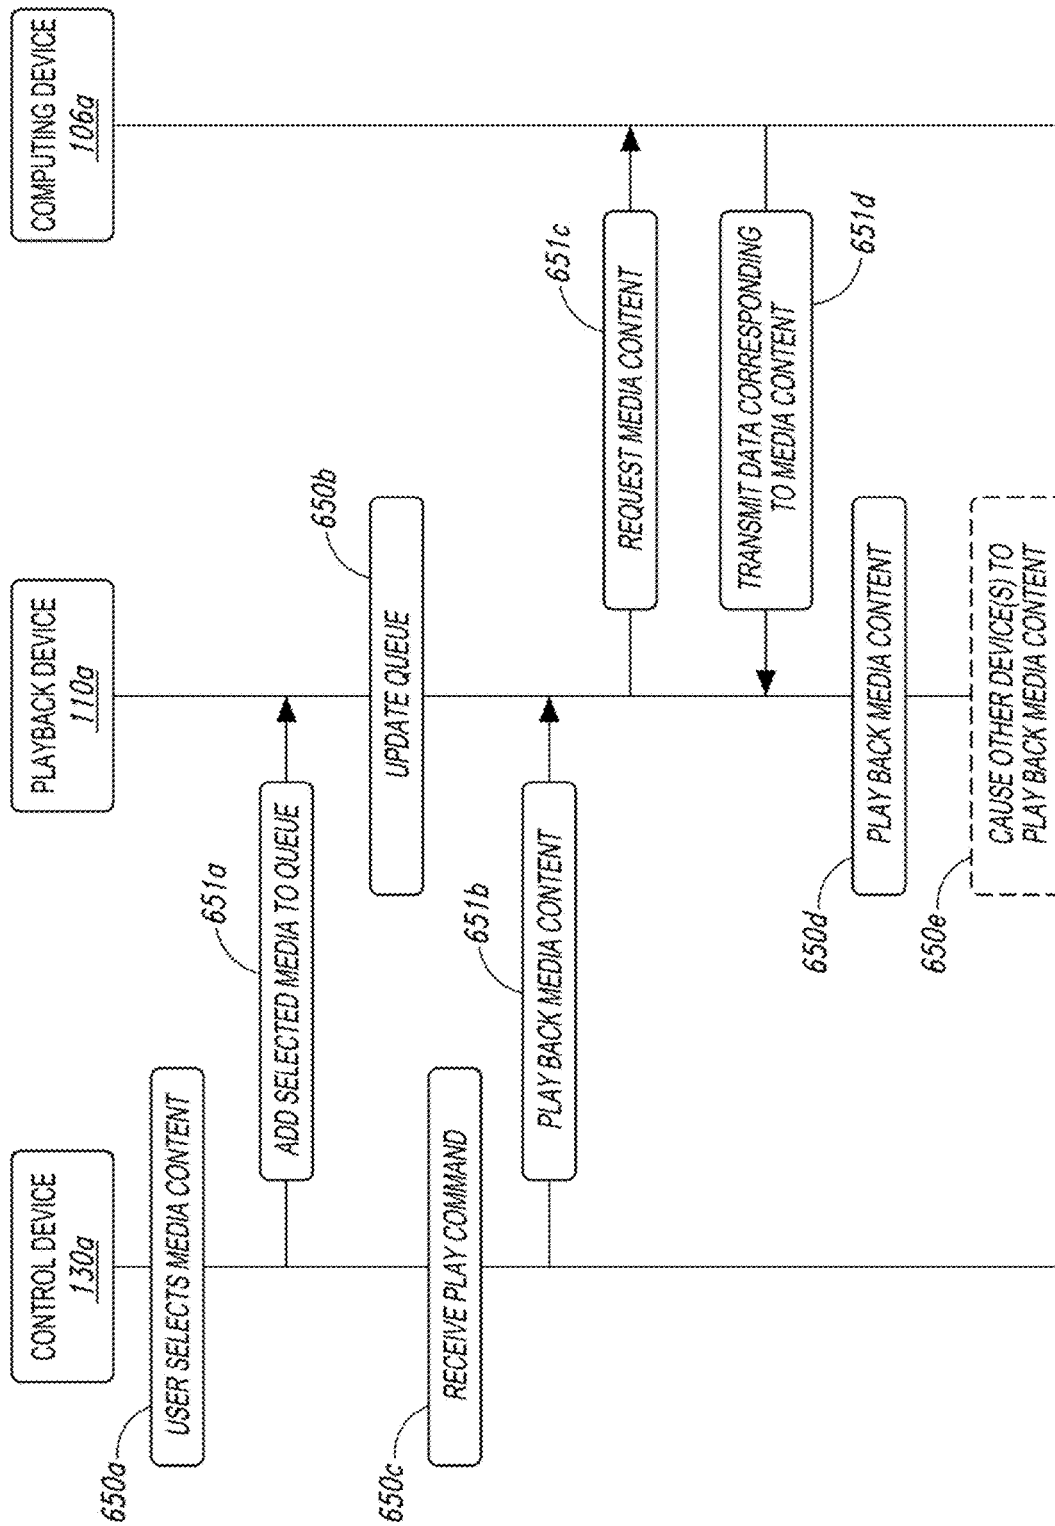 CONTROL DEVICE
130a
PLAYBACK DEVICE
110a
COMPUTING DEVICE
106a
650a
USER SELECTS MEDIA CONTENT
651a
ADD SELECTED MEDIA TO QUEUE
650b
UPDATE QUEUE
650c
RECEIVE PLAY COMMAND
651b
PLAY BACK MEDIA CONTENT
651c
REQUEST MEDIA CONTENT
TRANSMIT DATA CORRESPONDING
TO MEDIA CONTENT
651d
650d
PLAY BACK MEDIA CONTENT
650e
CAUSE OTHER DEVICE(S) TO
PLAY BACK MEDIA CONTENT